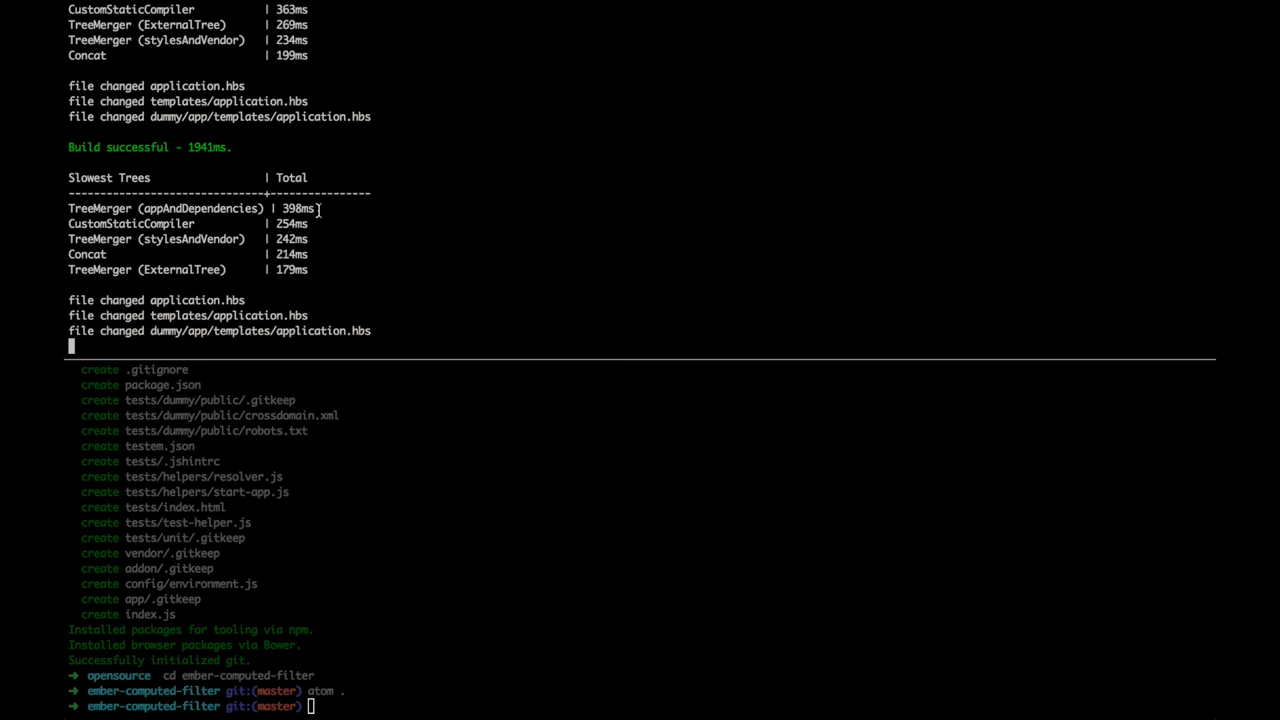 CustomStaticCompiler | 363ms
TreeMerger (ExternalTree) | 269ms
TreeMerger (stylesAndVendor) | 234ms
Concat | 199ms
file changed application.hbs
file changed templates/application.hbs
file changed dummy/app/templates/application.hbs
Build successful - 1941ms.
Slowest Trees | Total
-------------------------------+----------------
TreeMerger (appAndDependencies) | 398ms
CustomStaticCompiler | 254ms
TreeMerger (stylesAndVendor) | 242ms
Concat | 214ms
TreeMerger (ExternalTree) | 179ms
file changed application.hbs
file changed templates/application.hbs
file changed dummy/app/templates/application.hbs
create .gitignore
create package.json
create tests/dummy/public/.gitkeep
create tests/dummy/public/crossdomain.xml
create tests/dummy/public/robots.txt
create testem.json
create tests/.jshintrc
create tests/helpers/resolver.js
create tests/helpers/start-app.js
create tests/index.html
create tests/test-helper.js
create tests/unit/.gitkeep
create vendor/.gitkeep
create addon/.gitkeep
create config/environment.js
create app/.gitkeep
create index.js
Installed packages for tooling via npm.
Installed browser packages via Bower.
Successfully initialized git.
➜ opensource cd ember-computed-filter
➜ ember-computed-filter git:(master) atom .
➜ ember-computed-filter git:(master)